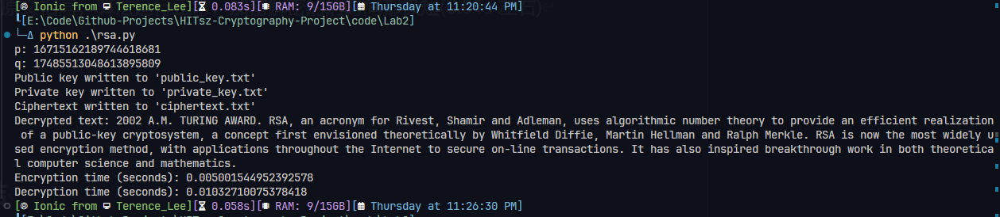 [Ionic from Terence_Lee][0.083s][RAM: 9/15GB][Thursday at 11:20:44 PM]
[E:\Code\Github-Projects\HITsz-Cryptography-Project\code\Lab2]
Δ python .\rsa.py
p: 16715162189744618681
q: 17485513048613895809
Public key written to 'public_key.txt'
Private key written to 'private_key.txt'
Ciphertext written to 'ciphertext.txt'
Decrypted text: 2002 A.M. TURING AWARD. RSA, an acronym for Rivest, Shamir and Adleman, uses algorithmic number theory to provide an efficient realization
of a public-key cryptosystem, a concept first envisioned theoretically by Whitfield Diffie, Martin Hellman and Ralph Merkle. RSA is now the most widely u
sed encryption method, with applications throughout the Internet to secure on-line transactions. It has also inspired breakthrough work in both theoretica
l computer science and mathematics.
Encryption time (seconds): 0.005001544952392578
Decryption time (seconds): 0.01032710075378418
[Ionic from Terence_Lee][0.058s][RAM: 9/15GB][Thursday at 11:26:30 PM]